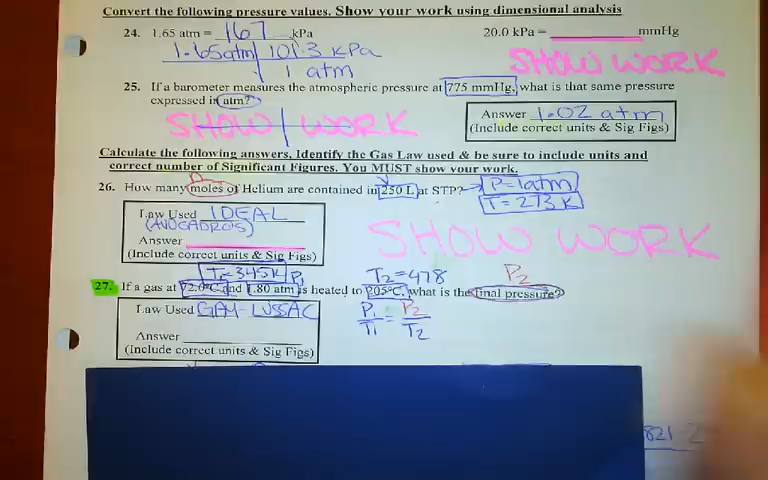 Convert the following pressure values. Show your work using dimensional analysis
24. 1.65 atm = 167 kPa
20.0 kPa = mmHg
1.65atm 101.3 kPa
1 atm
SHOW WORK
25. If a barometer measures the atmospheric pressure at 775 mmHg, what is that same pressure
expressed in atm?
SHOW WORK
Answer 1.02 atm
(Include correct units & Sig Figs)
Calculate the following answers, Identify the Gas Law used & be sure to include units and
correct number of Significant Figures. You MUST show your work.
n V
26. How many moles of Helium are contained in 250 L at STP? P=1atm
T=273 K
Law Used IDEAL
(AVOGADRO'S)
Answer
(Include correct units & Sig Figs)
SHOW WORK
T₁=345K P₁ T₂=478 P₂
27. If a gas at 72.0°C and 1.80 atm is heated to 205°C, what is the final pressure?
Law Used GAY-LUSSAC
P₁/T₁ = P₂/T₂
Answer
(Include correct units & Sig Figs)